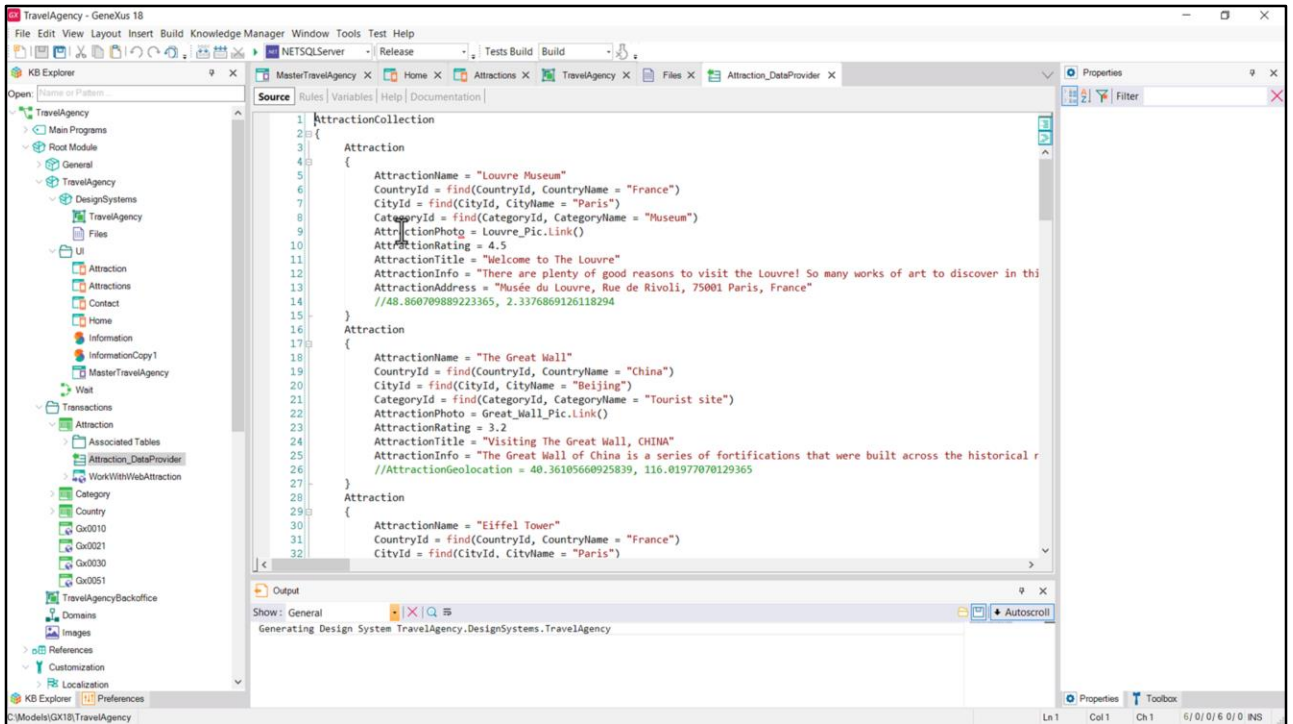 TravelAgency - GeneXus 18
File Edit View Layout Insert Build Knowledge Manager Window Tools Test Help
NETSQLServer Release Tests Build Build
KB Explorer
Open: Name or Pattern...
TravelAgency
Main Programs
Root Module
General
TravelAgency
DesignSystems
TravelAgency
Files
UI
Attraction
Attractions
Contact
Home
Information
InformationCopy1
MasterTravelAgency
Wait
Transactions
Attraction
Associated Tables
Attraction_DataProvider
WorkWithWebAttraction
Category
Country
Gx0010
Gx0021
Gx0030
Gx0051
TravelAgencyBackoffice
Domains
Images
References
Customization
Localization
KB Explorer Preferences
MasterTravelAgency Home Attractions TravelAgency Files Attraction_DataProvider
Source Rules Variables Help Documentation
1 AttractionCollection
2 {
3 Attraction
4 {
5 AttractionName = "Louvre Museum"
6 CountryId = find(CountryId, CountryName = "France")
7 CityId = find(CityId, CityName = "Paris")
8 CategoryId = find(CategoryId, CategoryName = "Museum")
9 AttractionPhoto = Louvre_Pic.Link()
10 AttractionRating = 4.5
11 AttractionTitle = "Welcome to The Louvre"
12 AttractionInfo = "There are plenty of good reasons to visit the Louvre! So many works of art to discover in thi
13 AttractionAddress = "Musée du Louvre, Rue de Rivoli, 75001 Paris, France"
14 //48.860709889223365, 2.3376869126118294
15 }
16 Attraction
17 {
18 AttractionName = "The Great Wall"
19 CountryId = find(CountryId, CountryName = "China")
20 CityId = find(CityId, CityName = "Beijing")
21 CategoryId = find(CategoryId, CategoryName = "Tourist site")
22 AttractionPhoto = Great_Wall_Pic.Link()
23 AttractionRating = 3.2
24 AttractionTitle = "Visiting The Great Wall, CHINA"
25 AttractionInfo = "The Great Wall of China is a series of fortifications that were built across the historical r
26 //AttractionGeolocation = 40.36105660925839, 116.01977070129365
27 }
28 Attraction
29 {
30 AttractionName = "Eiffel Tower"
31 CountryId = find(CountryId, CountryName = "France")
32 CityId = find(CityId, CityName = "Paris")
Output
Show: General Autoscroll
Generating Design System TravelAgency.DesignSystems.TravelAgency
Properties
Filter
Properties Toolbox
C:\Models\GX18\TravelAgency Ln 1 Col 1 Ch 1 6/ 0/ 0/ 6 0/ 0 INS